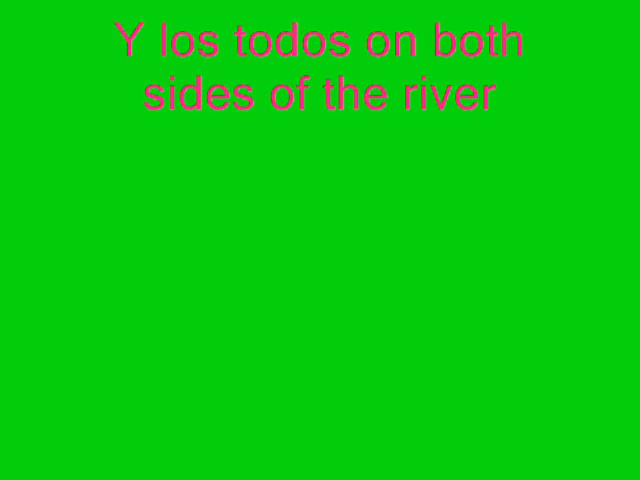 Y los todos on both
sides of the river